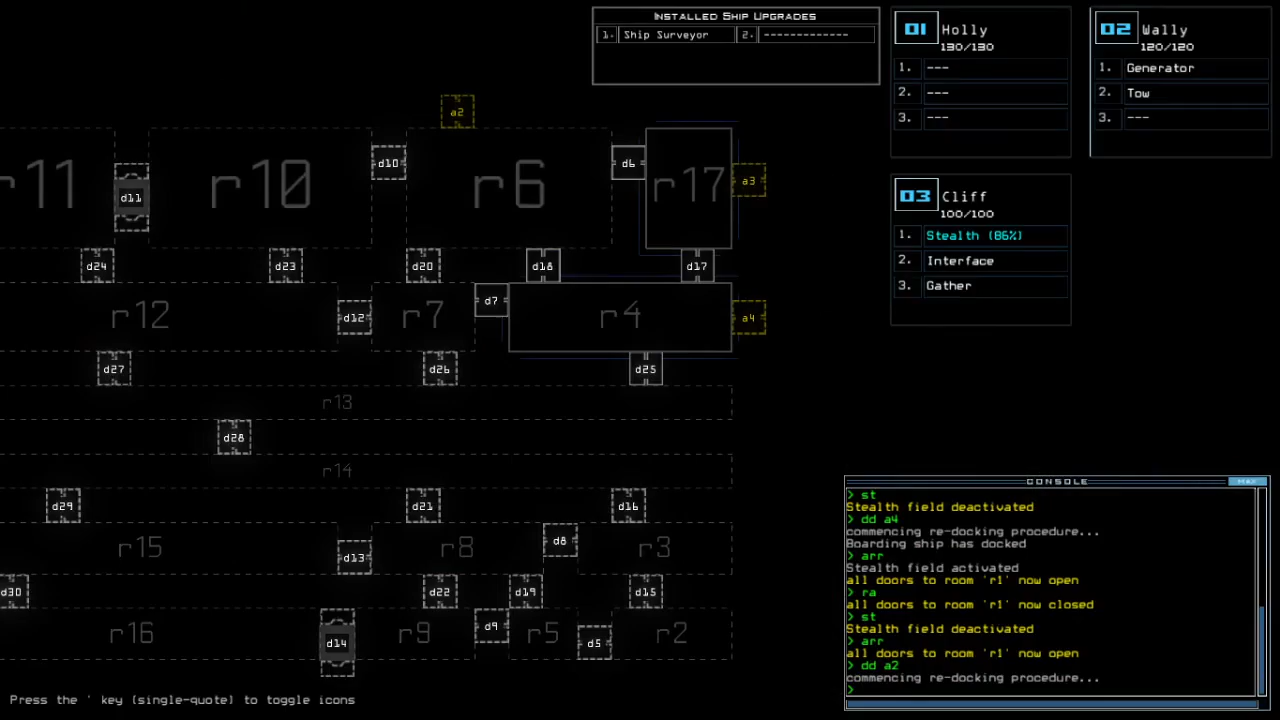 Installed Ship Upgrades
1. Ship Surveyor 2. -------------
01 Holly
130/130
1. ---
2. ---
3. ---
02 Wally
120/120
1. Generator
2. Tow
3. ---
03 Cliff
100/100
1. Stealth (86%)
2. Interface
3. Gather
a2
r11 d11 r10 d10 r6 d6 r17 a3
d24 d23 d20 d18 d17
r12 d12 r7 d7 r4 a4
d27 d26 d25
r13
d28
r14
d29 d21 d16
r15 d13 r8 d8 r3
d30 d22 d19 d15
r16 d14 r9 d9 r5 d5 r2
Press the ' key (single-quote) to toggle icons
CONSOLE MAX
> st
Stealth field deactivated
> dd a4
commencing re-docking procedure...
Boarding ship has docked
> arr
Stealth field activated
all doors to room 'r1' now open
> ra
all doors to room 'r1' now closed
> st
Stealth field deactivated
> arr
all doors to room 'r1' now open
> dd a2
commencing re-docking procedure...
>